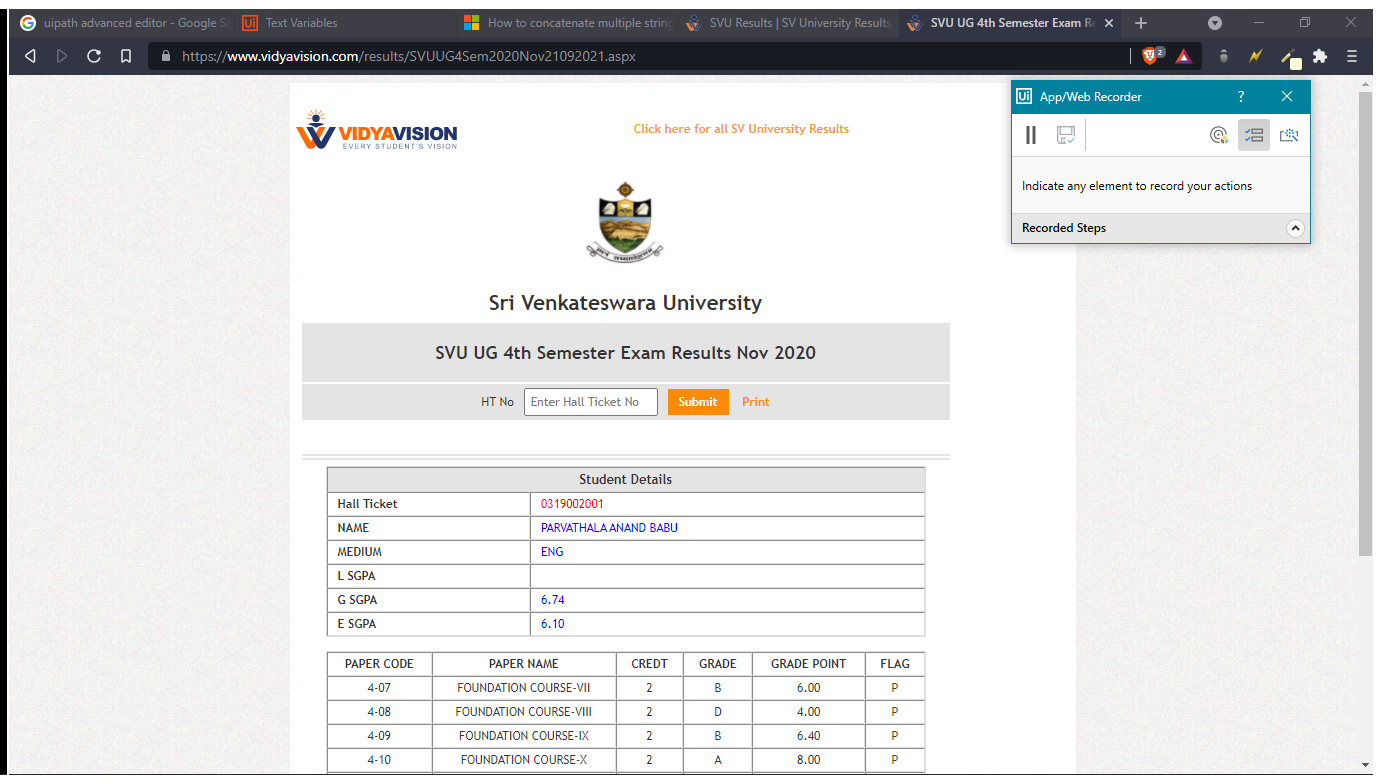 uipath advanced editor - Google S
Text Variables
How to concatenate multiple string
SVU Results | SV University Results
SVU UG 4th Semester Exam R
https://www.vidyavision.com/results/SVUUG4Sem2020Nov21092021.aspx
2
Ui App/Web Recorder ?
Indicate any element to record your actions
Recorded Steps
VIDYAVISION
EVERY STUDENT'S VISION
Click here for all SV University Results
Sri Venkateswara University
SVU UG 4th Semester Exam Results Nov 2020
HT No Enter Hall Ticket No Submit Print
Student Details
Hall Ticket 0319002001
NAME PARVATHALA ANAND BABU
MEDIUM ENG
L SGPA
G SGPA 6.74
E SGPA 6.10
PAPER CODE PAPER NAME CREDT GRADE GRADE POINT FLAG
4-07 FOUNDATION COURSE-VII 2 B 6.00 P
4-08 FOUNDATION COURSE-VIII 2 D 4.00 P
4-09 FOUNDATION COURSE-IX 2 B 6.40 P
4-10 FOUNDATION COURSE-X 2 A 8.00 P